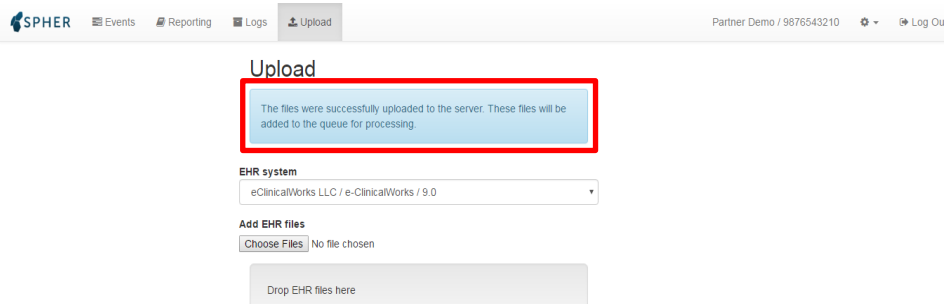 SPHER Events Reporting Logs Upload Partner Demo / 9876543210 Log Ou
Upload
The files were successfully uploaded to the server. These files will be
added to the queue for processing.
EHR system
eClinicalWorks LLC / e-ClinicalWorks / 9.0
Add EHR files
Choose Files No file chosen
Drop EHR files here